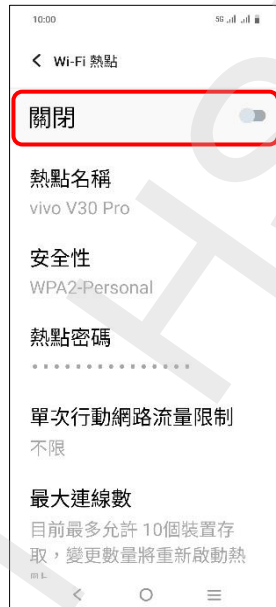 10:00
5G
Wi-Fi 熱點
關閉
熱點名稱
vivo V30 Pro
安全性
WPA2-Personal
熱點密碼
單次行動網路流量限制
不限
最大連線數
目前最多允許 10個裝置存
取，變更數量將重新啟動熱